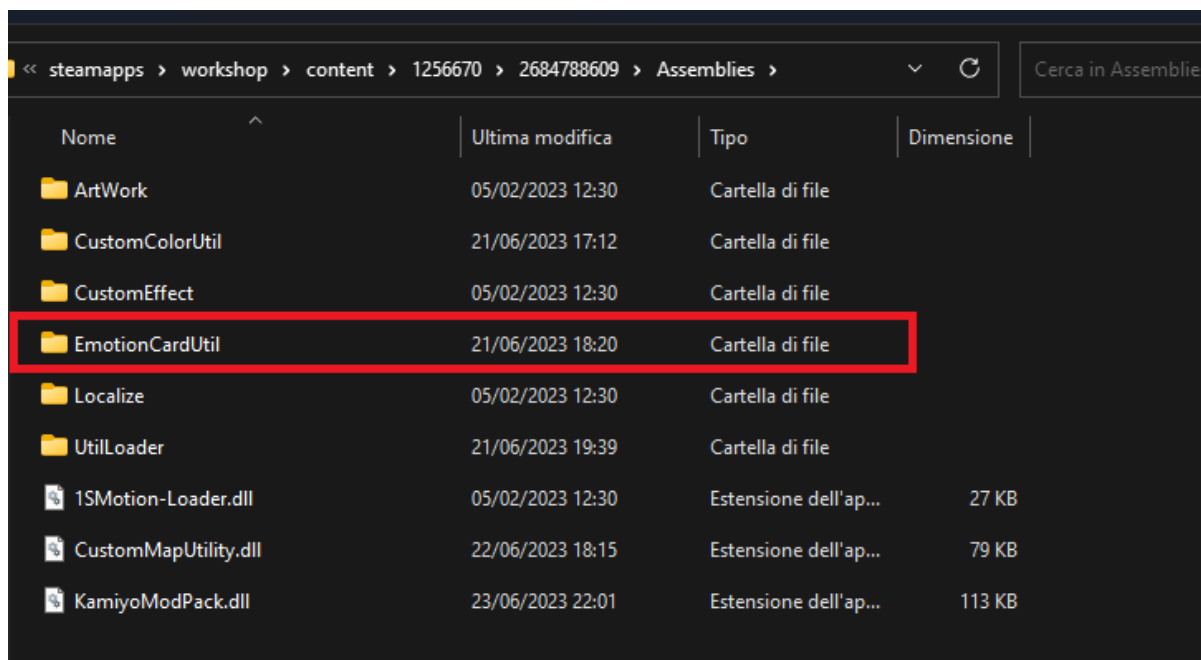 « steamapps › workshop › content › 1256670 › 2684788609 › Assemblies › Cerca in Assemblie
Nome Ultima modifica Tipo Dimensione
ArtWork 05/02/2023 12:30 Cartella di file
CustomColorUtil 21/06/2023 17:12 Cartella di file
CustomEffect 05/02/2023 12:30 Cartella di file
EmotionCardUtil 21/06/2023 18:20 Cartella di file
Localize 05/02/2023 12:30 Cartella di file
UtilLoader 21/06/2023 19:39 Cartella di file
1SMotion-Loader.dll 05/02/2023 12:30 Estensione dell'ap... 27 KB
CustomMapUtility.dll 22/06/2023 18:15 Estensione dell'ap... 79 KB
KamiyoModPack.dll 23/06/2023 22:01 Estensione dell'ap... 113 KB